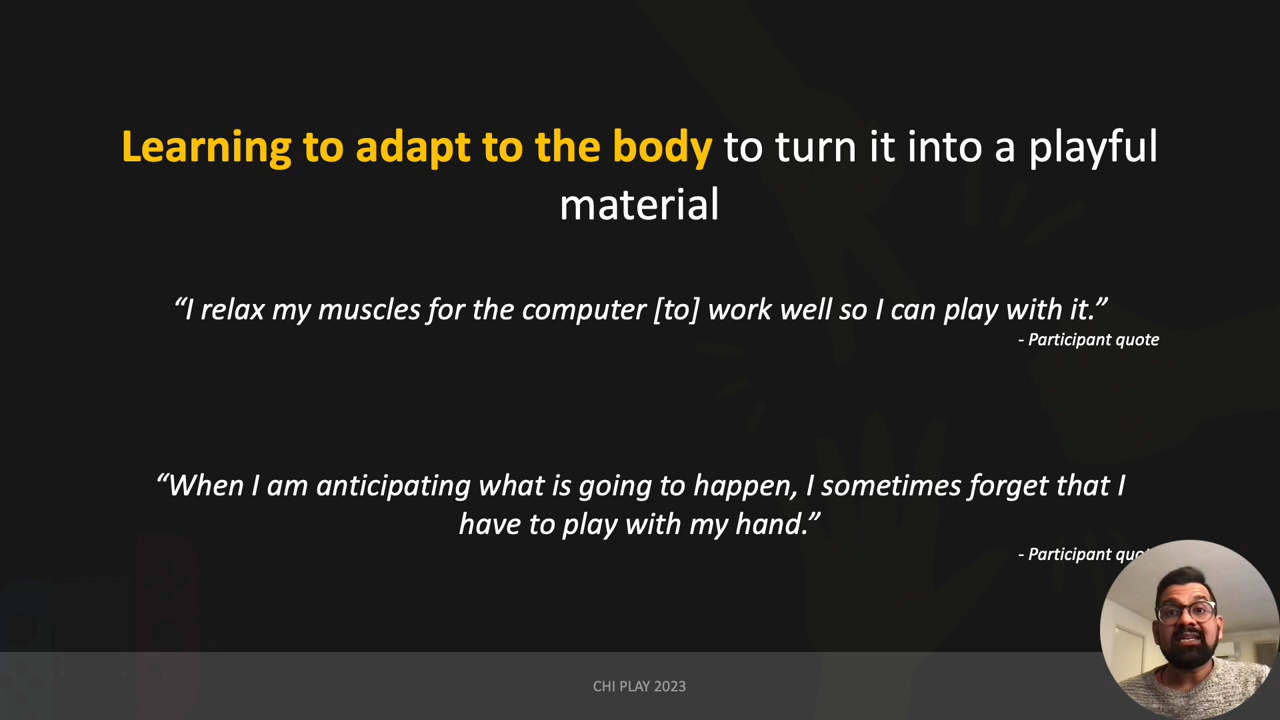 Learning to adapt to the body to turn it into a playful
material
“I relax my muscles for the computer [to] work well so I can play with it.”
- Participant quote
“When I am anticipating what is going to happen, I sometimes forget that I
have to play with my hand.”
- Participant
CHI PLAY 2023